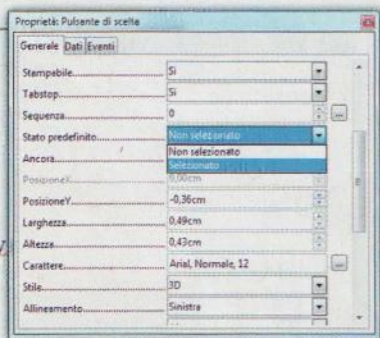 Proprietà: Pulsante di scelta
Generale Dati Eventi
Stampabile Sì
Tabstop Sì
Sequenza 0 ...
Stato predefinito Non selezionato
Non selezionato
Selezionato
Ancora
PosizioneX 0,00cm
PosizioneY -0,36cm
Larghezza 0,49cm
Altezza 0,43cm
Carattere Arial, Normale, 12 ...
Stile 3D
Allineamento Sinistra